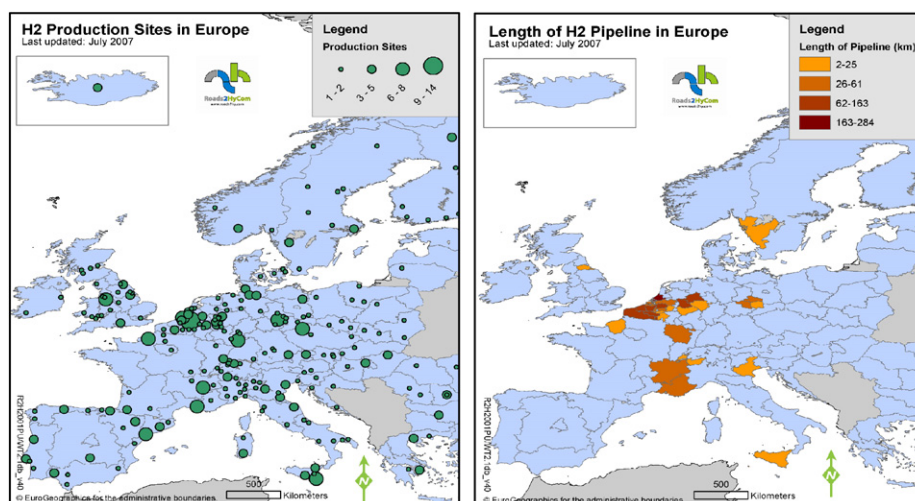 H2 Production Sites in Europe
Last updated: July 2007
Legend
Production Sites
1 - 2
3 - 5
6 - 8
9 - 14
Roads2HyCom
500
Kilometers
© EuroGeographics for the administrative boundaries
Length of H2 Pipeline in Europe
Last updated: July 2007
Legend
Length of Pipeline (km)
2-25
26-61
62-163
163-284
Roads2HyCom
500
Kilometers
© EuroGeographics for the administrative boundaries